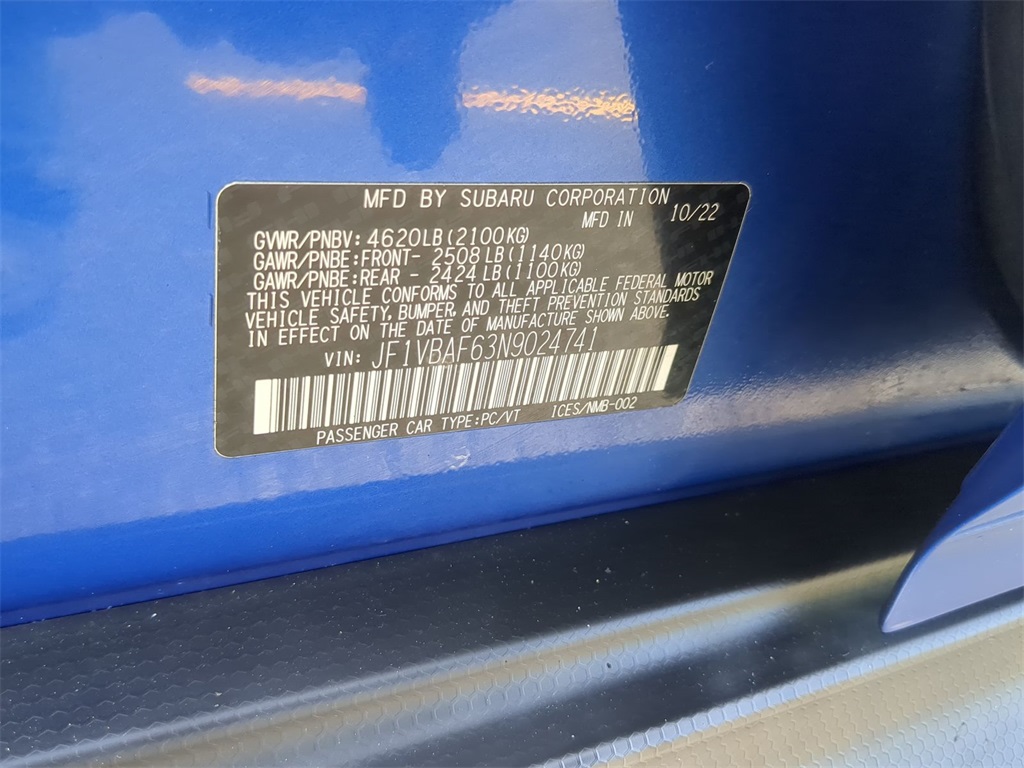 MFD BY SUBARU CORPORATION
MFD IN 10/22
GVWR/PNBV: 4620LB(2100KG)
GAWR/PNBE:FRONT- 2508LB(1140KG)
GAWR/PNBE:REAR - 2424LB(1100KG)
THIS VEHICLE CONFORMS TO ALL APPLICABLE FEDERAL MOTOR
VEHICLE SAFETY, BUMPER, AND THEFT PREVENTION STANDARDS
IN EFFECT ON THE DATE OF MANUFACTURE SHOWN ABOVE.
VIN: JF1VBAF63N9024741
PASSENGER CAR TYPE:PC/VT ICES/NMB-002